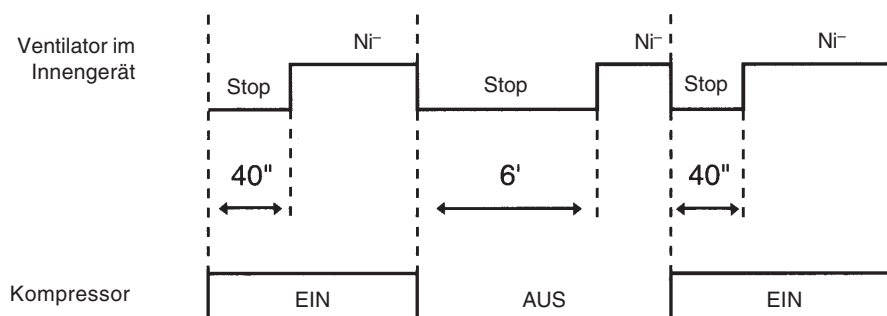 Ventilator im
Innengerät
Ni– Ni– Ni–
Stop Stop Stop
40" 6' 40"
Kompressor EIN AUS EIN